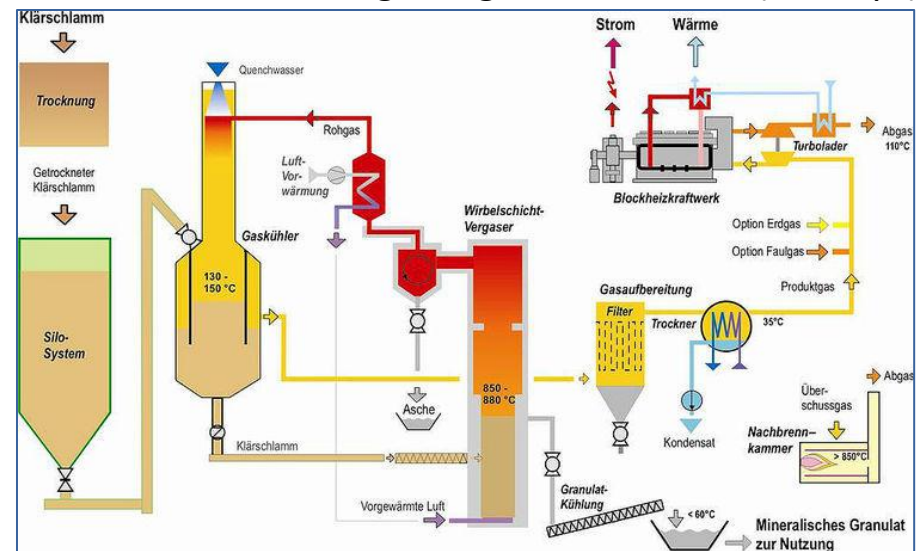 Klärschlamm
Trocknung
Getrockneter
Klärschlamm
Silo-
System
Quenchwasser
Rohgas
Luft-
Vor-
wärmung
Gaskühler
130 -
150 °C
Wirbelschicht-
Vergaser
850 -
880 °C
Asche
Klärschlamm
Vorgewärmte Luft
Granulat-
Kühlung
< 60°C
Mineralisches Granulat
zur Nutzung
Strom
Wärme
Abgas
110°C
Turbolader
Blockheizkraftwerk
Option Erdgas
Option Faulgas
Produktgas
Gasaufbereitung
Filter
Trockner
35°C
Kondensat
Über-
schussgas
Abgas
Nachbrenn–
kammer
> 850°C